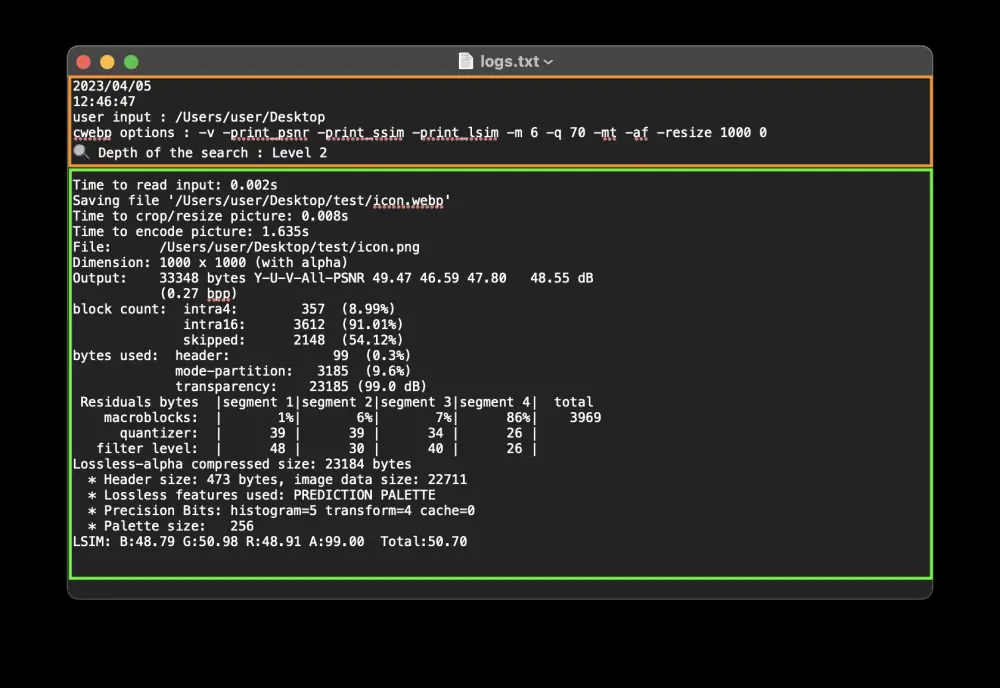 logs.txt
2023/04/05
12:46:47
user input : /Users/user/Desktop
cwebp options : -v -print_psnr -print_ssim -print_lsim -m 6 -q 70 -mt -af -resize 1000 0
🔍 Depth of the search : Level 2
Time to read input: 0.002s
Saving file '/Users/user/Desktop/test/icon.webp'
Time to crop/resize picture: 0.008s
Time to encode picture: 1.635s
File:      /Users/user/Desktop/test/icon.png
Dimension: 1000 x 1000 (with alpha)
Output:    33348 bytes Y-U-V-All-PSNR 49.47 46.59 47.80   48.55 dB
           (0.27 bpp)
block count:  intra4:        357  (8.99%)
              intra16:      3612  (91.01%)
              skipped:      2148  (54.12%)
bytes used:  header:             99  (0.3%)
             mode-partition:   3185  (9.6%)
             transparency:    23185 (99.0 dB)
 Residuals bytes  |segment 1|segment 2|segment 3|segment 4|  total
    macroblocks:  |       1%|       6%|       7%|      86%|    3969
      quantizer:  |      39 |      39 |      34 |      26 |
   filter level:  |      48 |      30 |      40 |      26 |
Lossless-alpha compressed size: 23184 bytes
  * Header size: 473 bytes, image data size: 22711
  * Lossless features used: PREDICTION PALETTE
  * Precision Bits: histogram=5 transform=4 cache=0
  * Palette size:   256
LSIM: B:48.79 G:50.98 R:48.91 A:99.00  Total:50.70